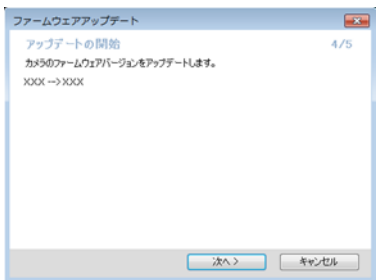 ファームウェアアップデート
アップデートの開始 4/5
カメラのファームウェアバージョンをアップデートします。
XXX-->XXX
次へ > キャンセル